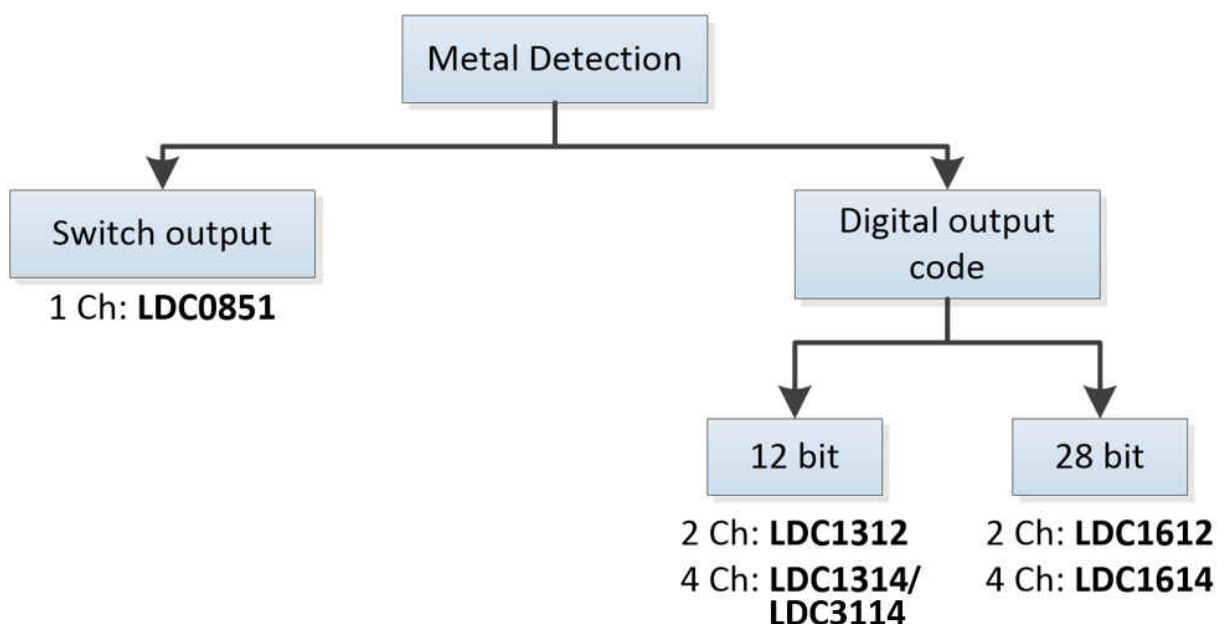 Metal Detection
Switch output
1 Ch: LDC0851
Digital output
code
12 bit
2 Ch: LDC1312
4 Ch: LDC1314/
LDC3114
28 bit
2 Ch: LDC1612
4 Ch: LDC1614